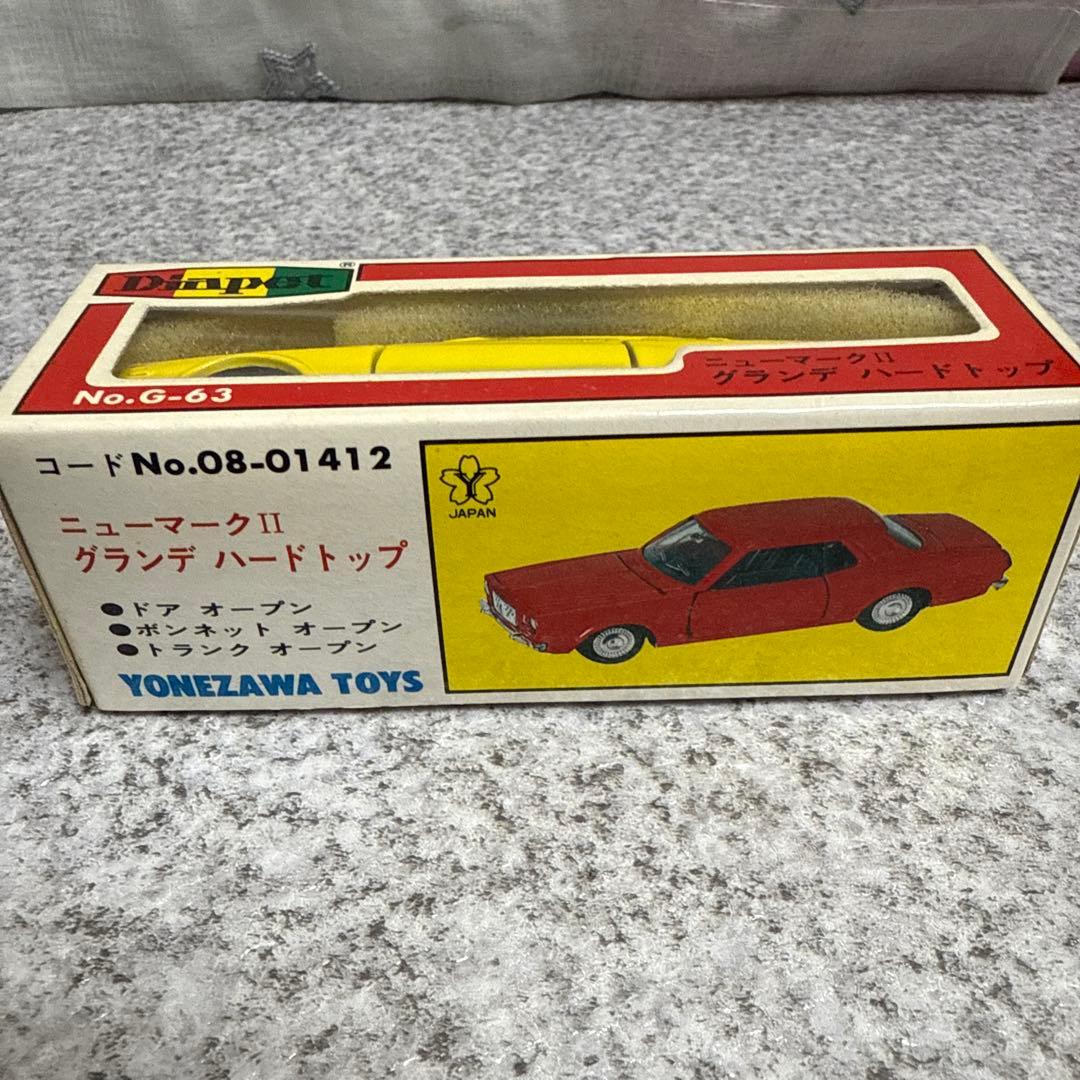 Diapet®
ニューマークII
グランデ ハードトップ
No.G-63
コードNo.08-01412
ニューマークII
グランデ ハードトップ
●ドア オープン
●ボンネット オープン
●トランク オープン
YONEZAWA TOYS
Y
JAPAN